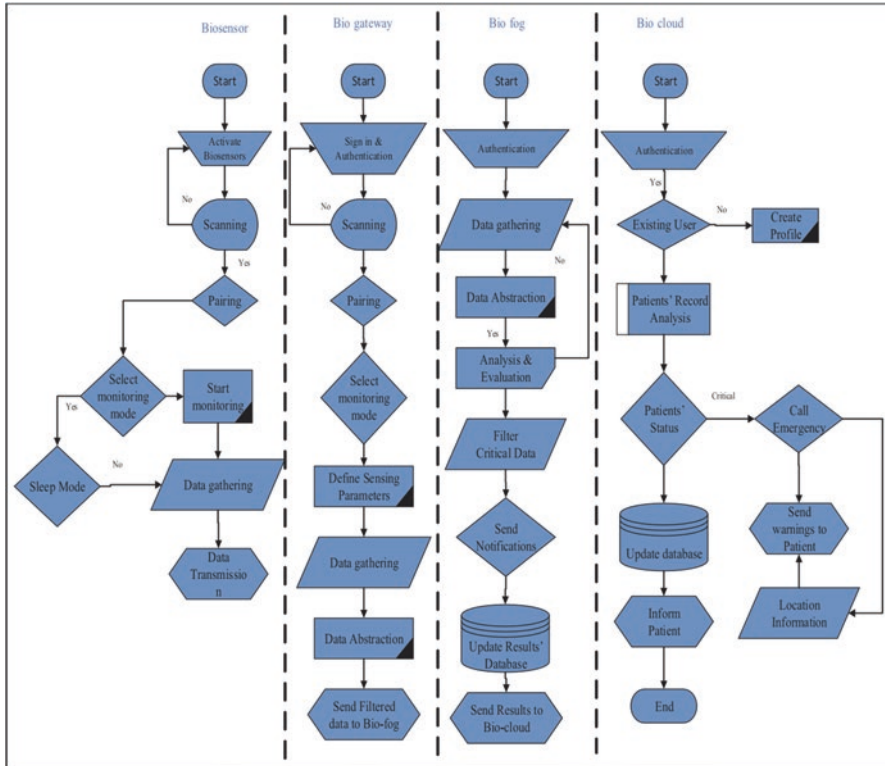 Biosensor
Start
Activate
Biosensors
No
Scanning
Yes
Pairing
Select
monitoring
mode
Start
monitoring
Yes
Sleep Mode
No
Data gathering
Data
Transmissio
n
Bio gateway
Start
Sign in &
Authentication
No
Scanning
Pairing
Select
monitoring
mode
Define Sensing
Parameters
Data gathering
Data Abstraction
Send Filtered
data to Bio-fog
Bio fog
Start
Authentication
Data gathering
No
Data Abstraction
Yes
Analysis &
Evaluation
Filter
Critical Data
Send
Notifications
Update Results'
Database
Send Results to
Bio-cloud
Bio cloud
Start
Authentication
Yes
Existing User
No
Create
Profile
Patients' Record
Analysis
Patients'
Status
Critical
Call
Emergency
Send
warnings to
Patient
Location
Information
Update database
Inform
Patient
End